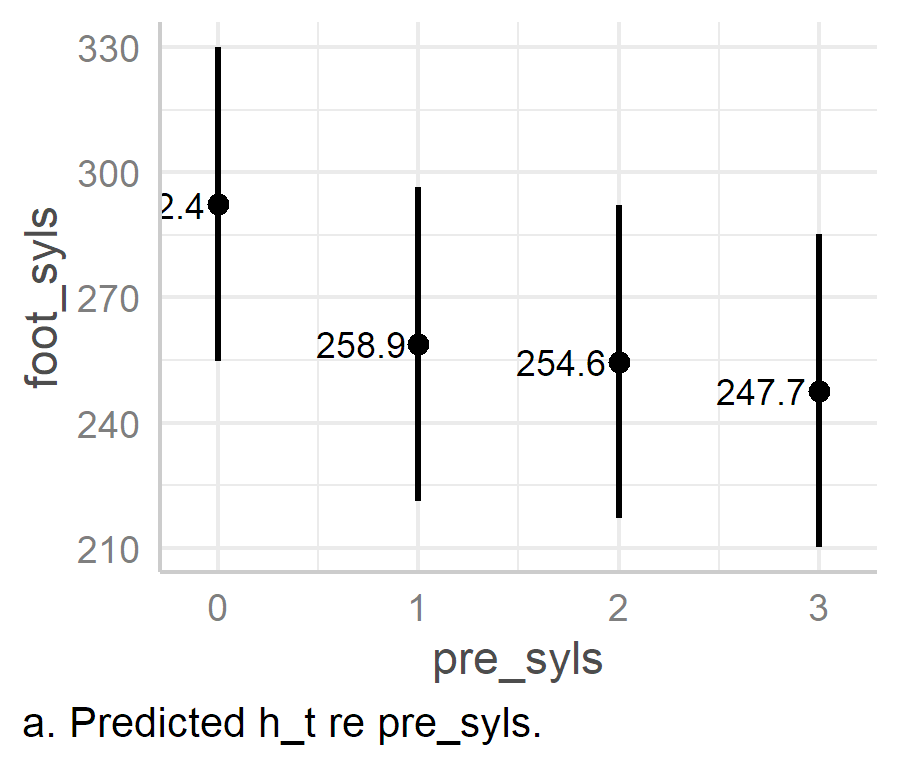 330
300
270
240
210
foot_syls
2.4
258.9
254.6
247.7
0 1 2 3
pre_syls
a. Predicted h_t re pre_syls.